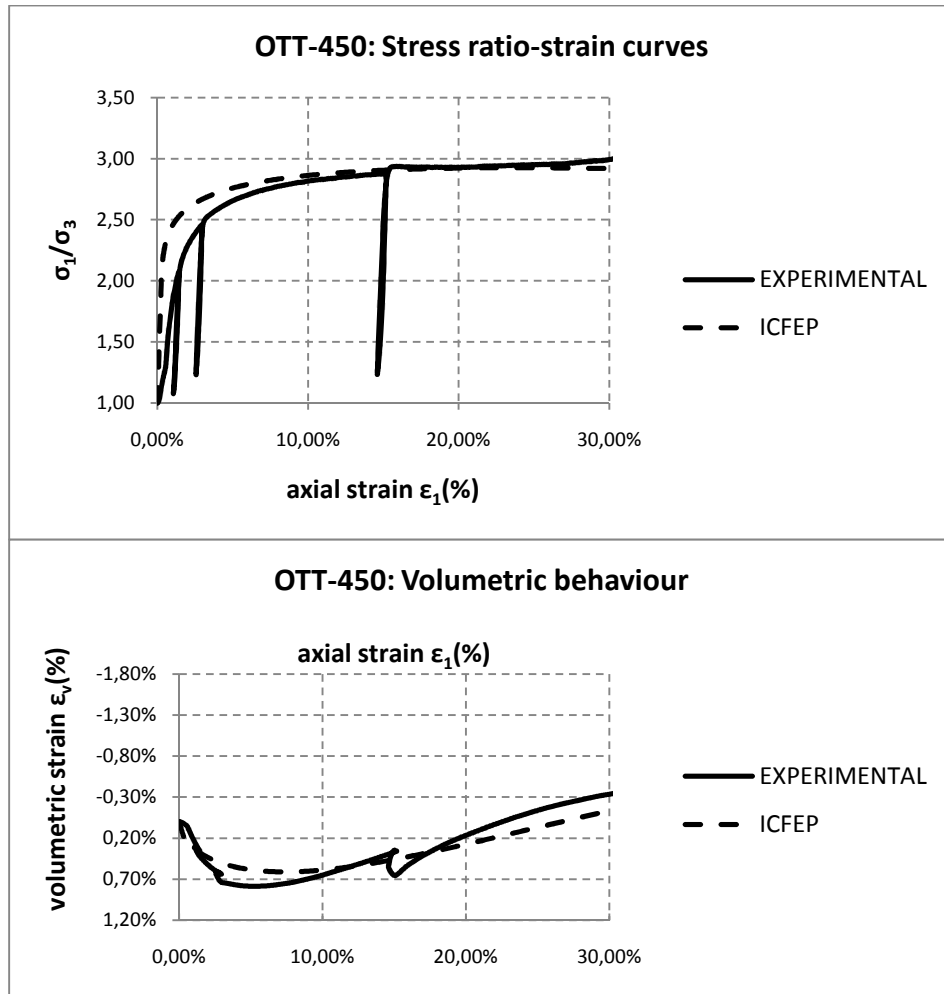 OTT-450: Stress ratio-strain curves
σ1/σ3
3,50
3,00
2,50
2,00
1,50
1,00
0,00% 10,00% 20,00% 30,00%
axial strain ε1(%)
EXPERIMENTAL
ICFEP
OTT-450: Volumetric behaviour
axial strain ε1(%)
volumetric strain εv(%)
-1,80%
-1,30%
-0,80%
-0,30%
0,20%
0,70%
1,20%
0,00% 10,00% 20,00% 30,00%
EXPERIMENTAL
ICFEP